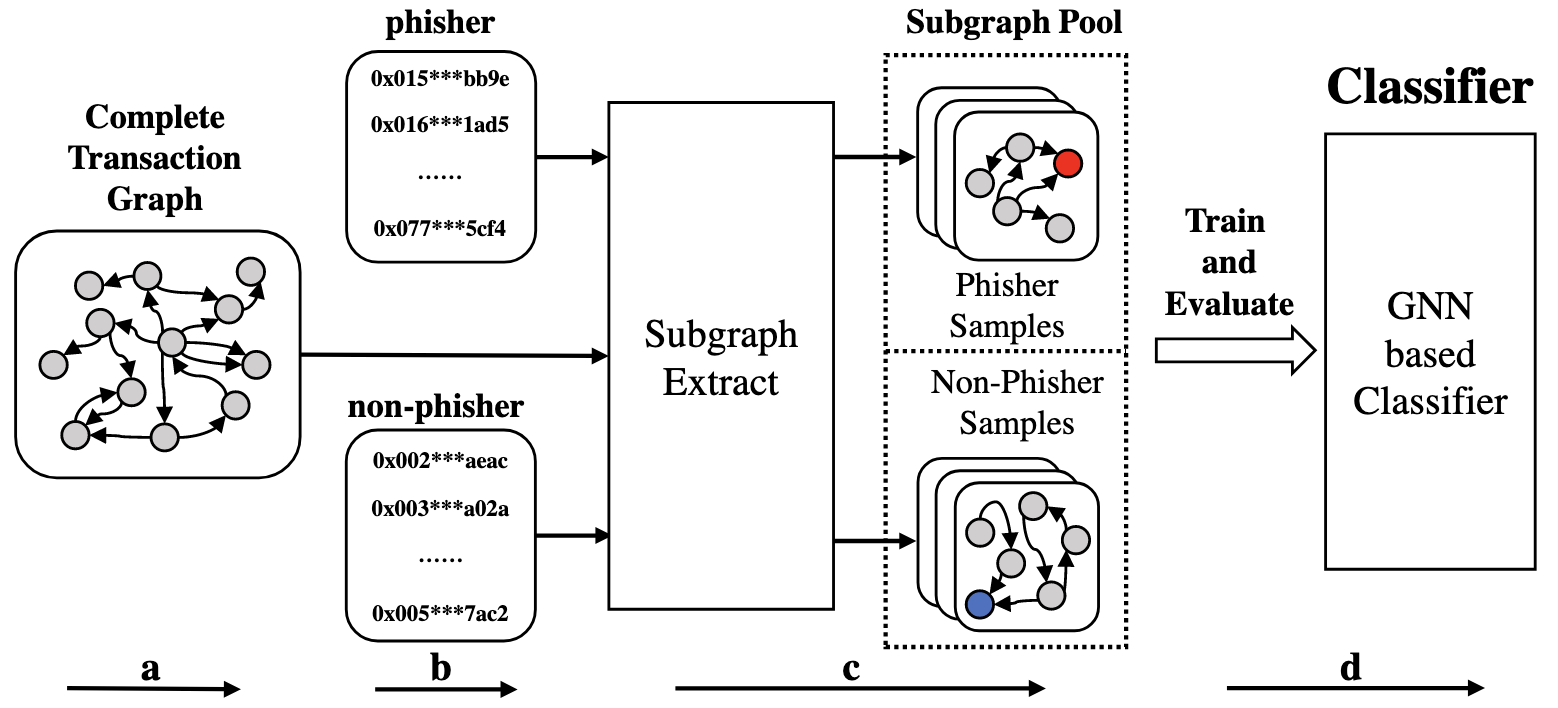 Complete
Transaction
Graph
phisher
0x015***bb9e
0x016***1ad5
......
0x077***5cf4
non-phisher
0x002***aeac
0x003***a02a
......
0x005***7ac2
Subgraph
Extract
Subgraph Pool
Phisher
Samples
Non-Phisher
Samples
Train
and
Evaluate
Classifier
GNN
based
Classifier
a
b
c
d